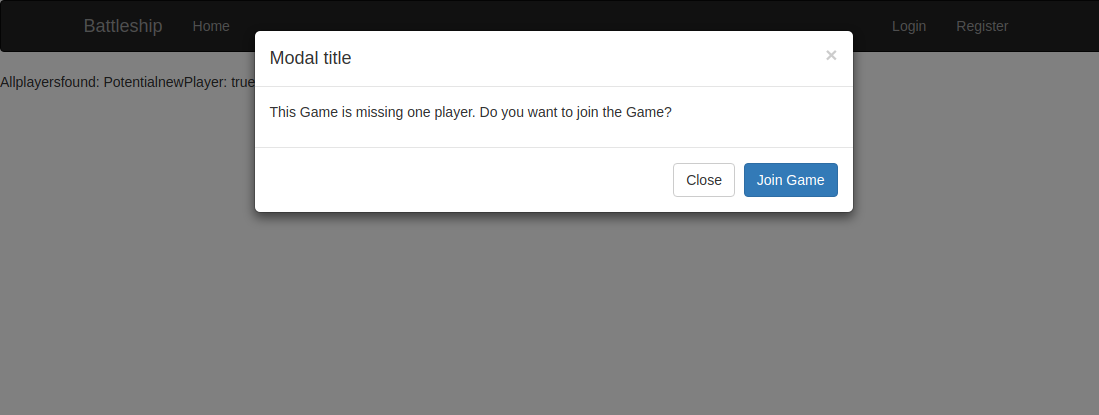 Battleship Home Login Register
Modal title ×
Allplayersfound: PotentialnewPlayer: true
This Game is missing one player. Do you want to join the Game?
Close Join Game